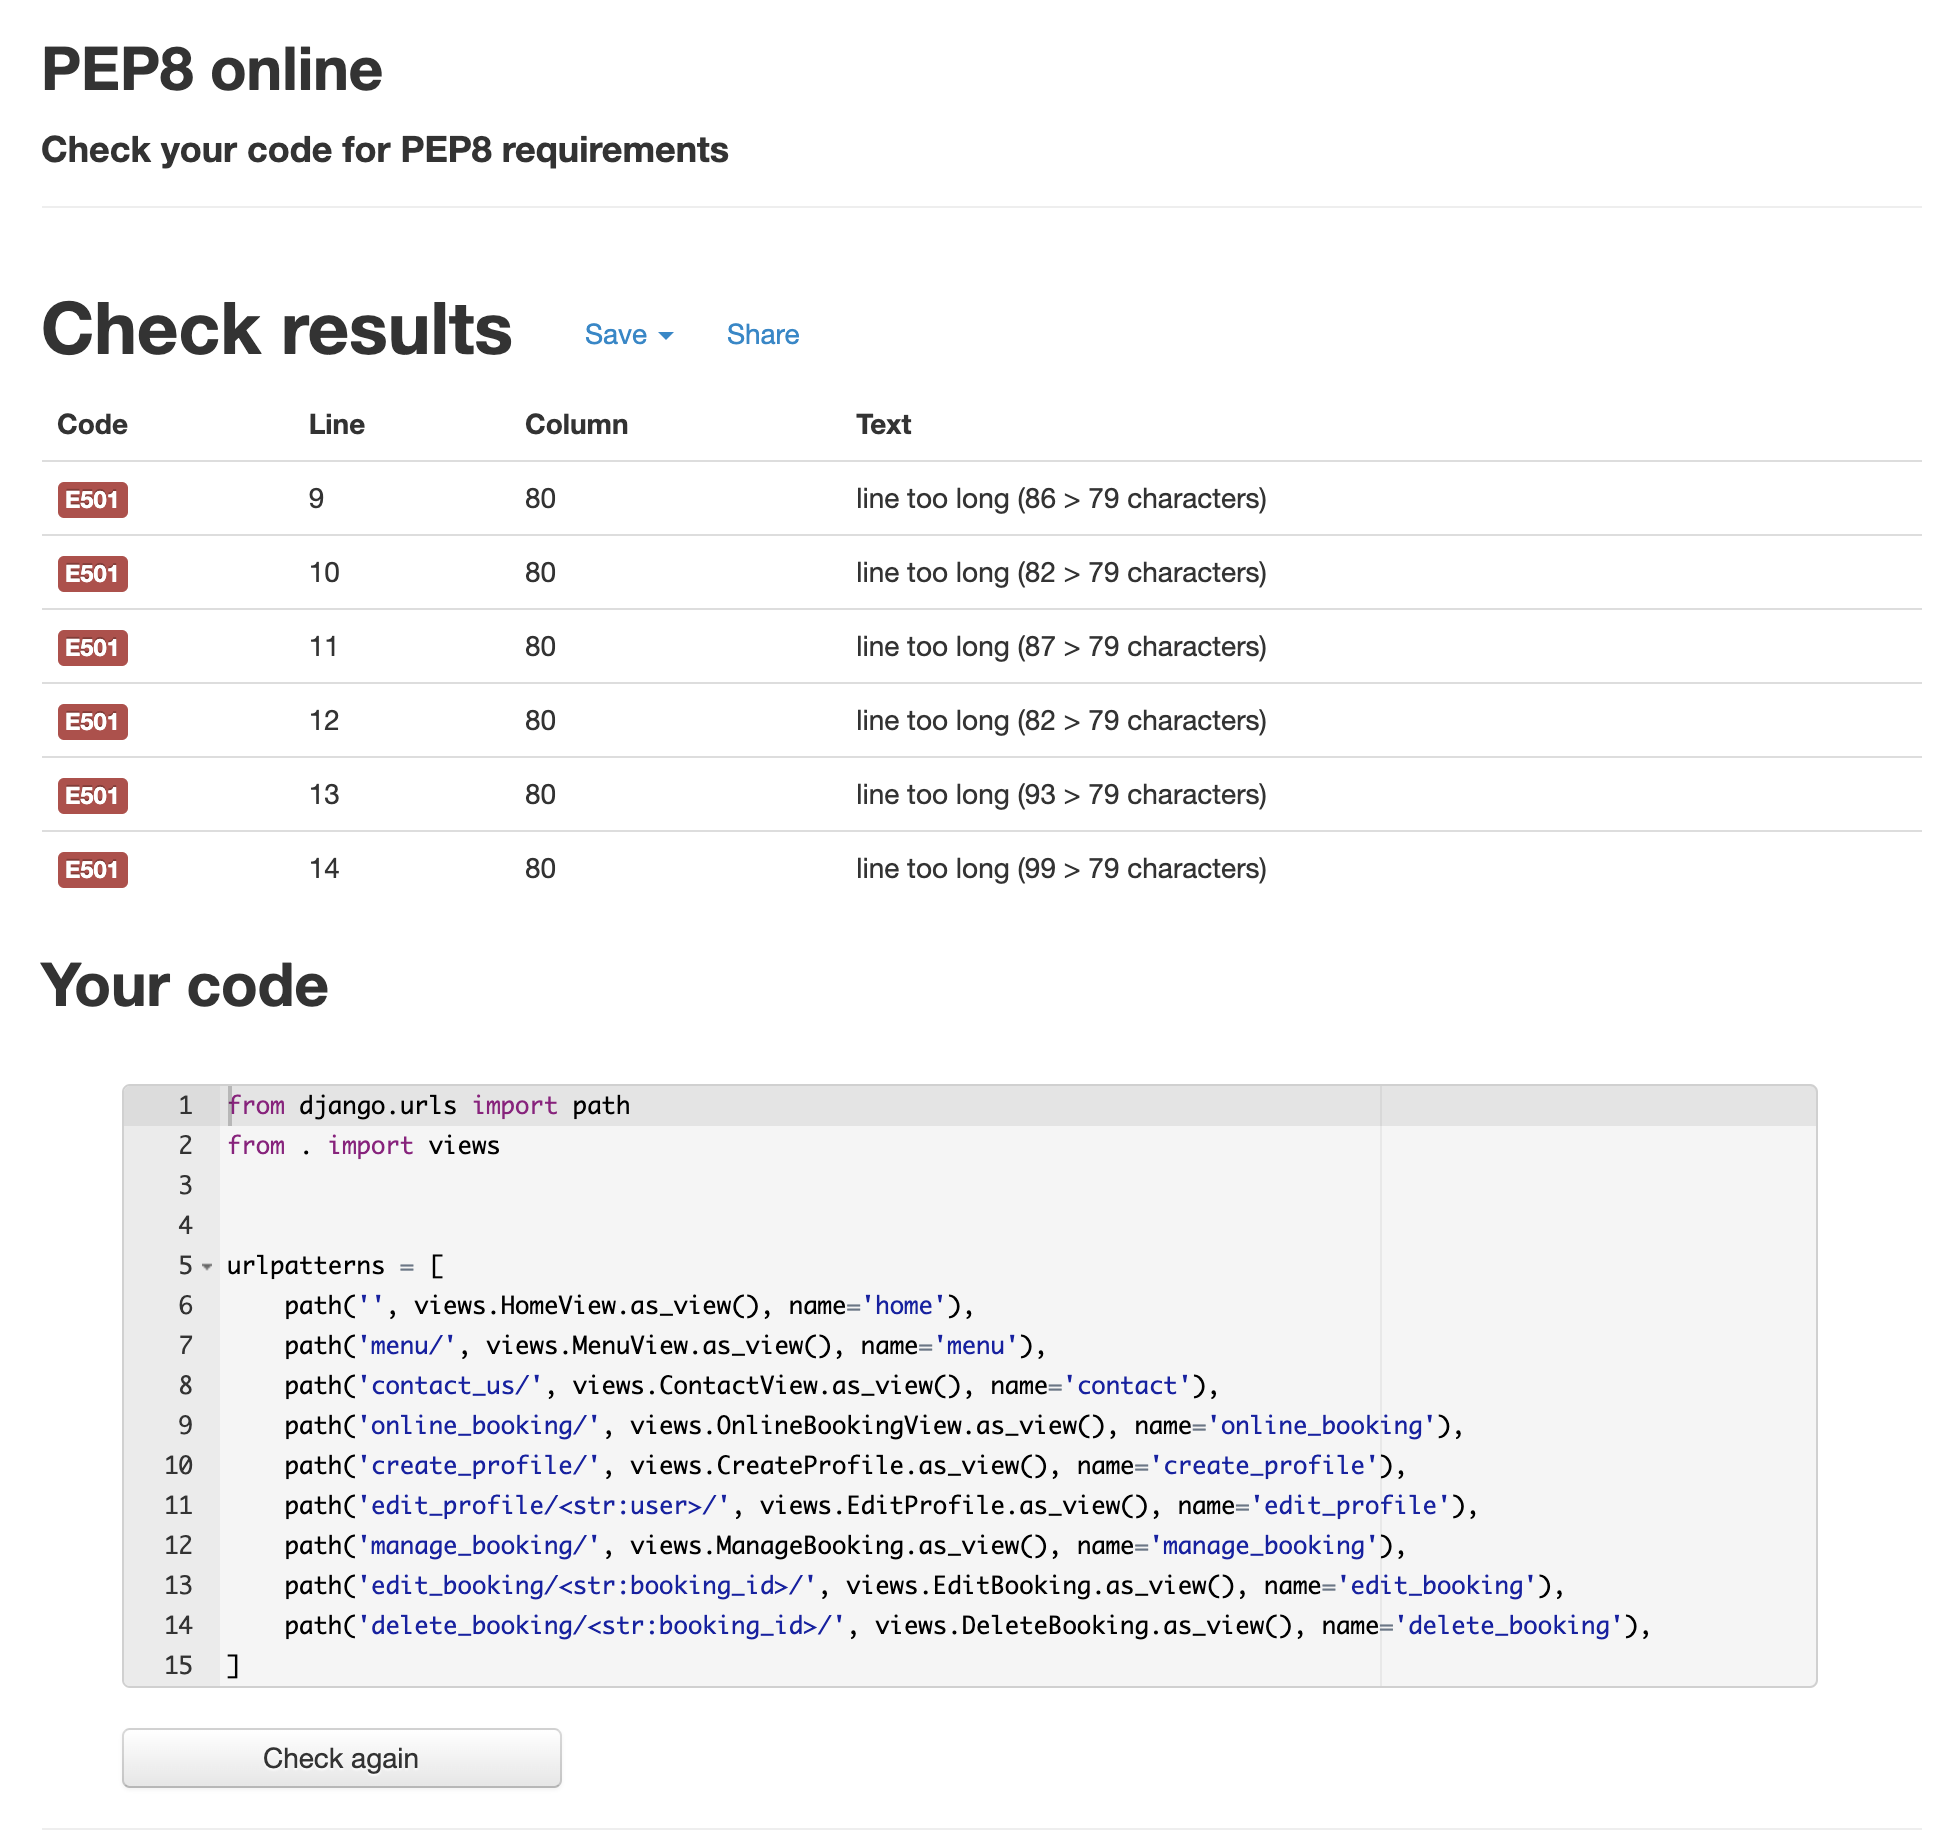 PEP8 online
Check your code for PEP8 requirements
Check results Save Share
Code Line Column Text
E501 9 80 line too long (86 > 79 characters)
E501 10 80 line too long (82 > 79 characters)
E501 11 80 line too long (87 > 79 characters)
E501 12 80 line too long (82 > 79 characters)
E501 13 80 line too long (93 > 79 characters)
E501 14 80 line too long (99 > 79 characters)
Your code
1 from django.urls import path
2 from . import views
3
4
5 urlpatterns = [
6     path('', views.HomeView.as_view(), name='home'),
7     path('menu/', views.MenuView.as_view(), name='menu'),
8     path('contact_us/', views.ContactView.as_view(), name='contact'),
9     path('online_booking/', views.OnlineBookingView.as_view(), name='online_booking'),
10     path('create_profile/', views.CreateProfile.as_view(), name='create_profile'),
11     path('edit_profile/<str:user>/', views.EditProfile.as_view(), name='edit_profile'),
12     path('manage_booking/', views.ManageBooking.as_view(), name='manage_booking'),
13     path('edit_booking/<str:booking_id>/', views.EditBooking.as_view(), name='edit_booking'),
14     path('delete_booking/<str:booking_id>/', views.DeleteBooking.as_view(), name='delete_booking'),
15 ]
Check again